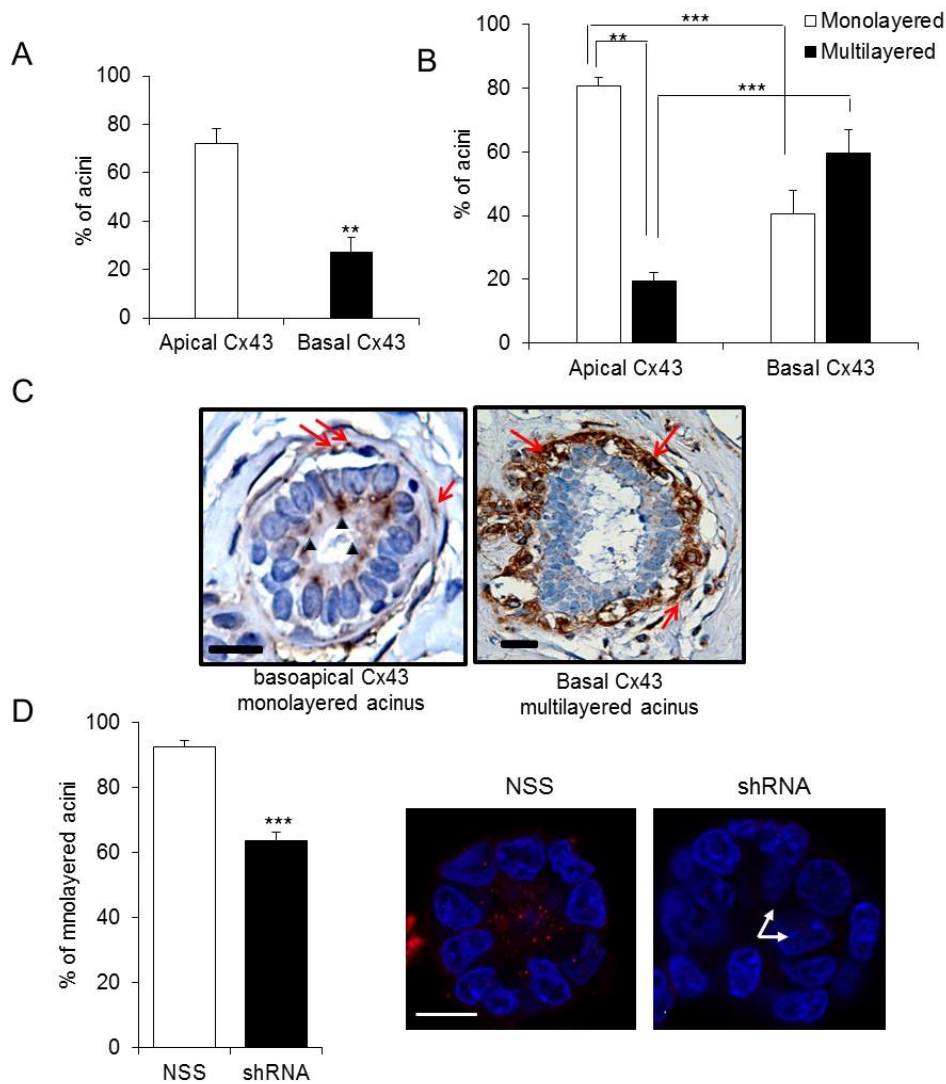 A
% of acini
100
80
60
40
20
0
**
Apical Cx43
Basal Cx43
B
% of acini
100
80
60
40
20
0
***
**
***
Monolayered
Multilayered
Apical Cx43
Basal Cx43
C
basoapical Cx43
monolayered acinus
Basal Cx43
multilayered acinus
D
% of mnolayered acini
100
80
60
40
20
0
***
NSS
shRNA
NSS
shRNA